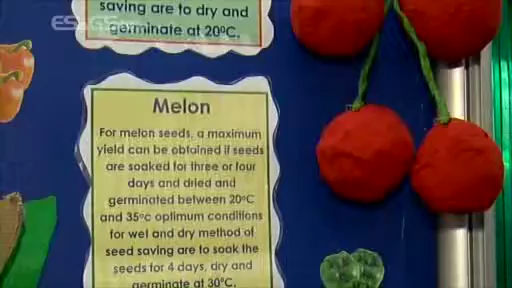 saving are to dry and
germinate at 20°C.
Melon
For melon seeds, a maximum
yield can be obtained if seeds
are soaked for three or four
days and dried and
germinated between 20°C
and 35°C optimum conditions
for wet and dry method of
seed saving are to soak the
seeds for 4 days, dry and
germinate at 30°C.